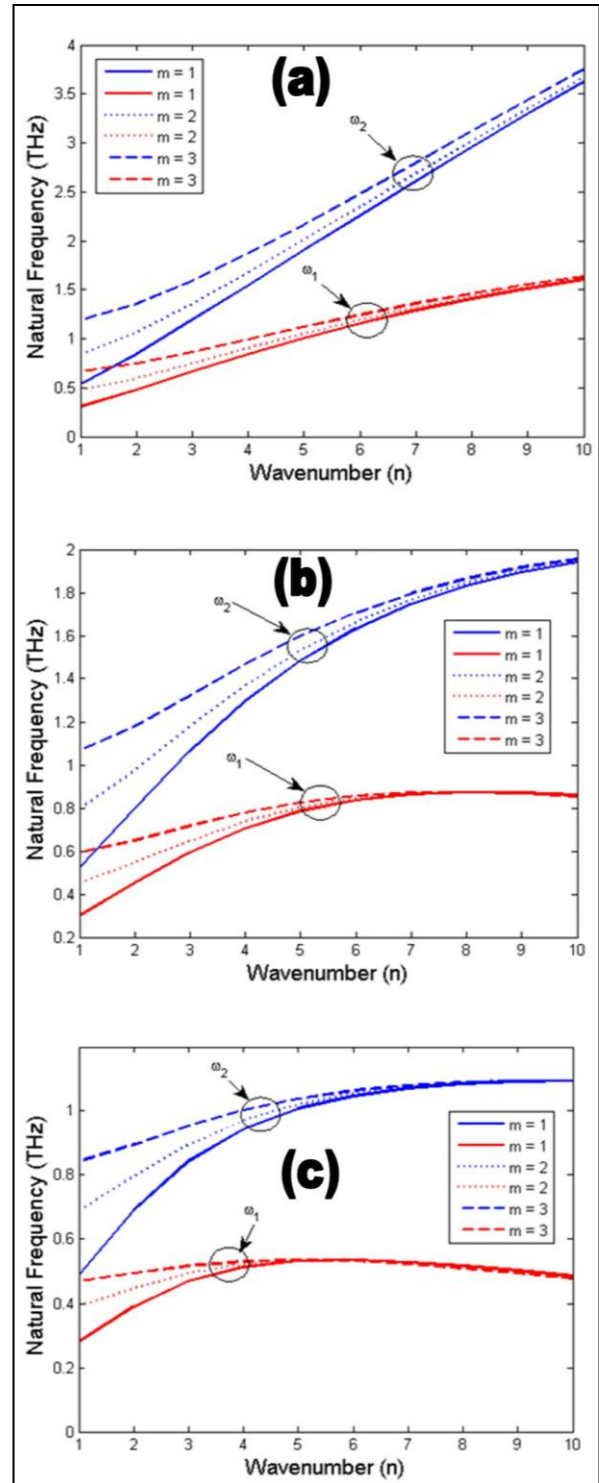 (a)
m = 1
m = 1
m = 2
m = 2
m = 3
m = 3
ω2
ω1
Natural Frequency (THz)
4
3.5
3
2.5
2
1.5
1
0.5
0
1 2 3 4 5 6 7 8 9 10
Wavenumber (n)
(b)
ω2
m = 1
m = 1
m = 2
m = 2
m = 3
m = 3
ω1
Natural Frequency (THz)
2
1.8
1.6
1.4
1.2
1
0.8
0.6
0.4
0.2
1 2 3 4 5 6 7 8 9 10
Wavenumber (n)
ω2
(c)
m = 1
m = 1
m = 2
m = 2
m = 3
m = 3
ω1
Natural Frequency (THz)
1
0.8
0.6
0.4
0.2
0
1 2 3 4 5 6 7 8 9 10
Wavenumber (n)